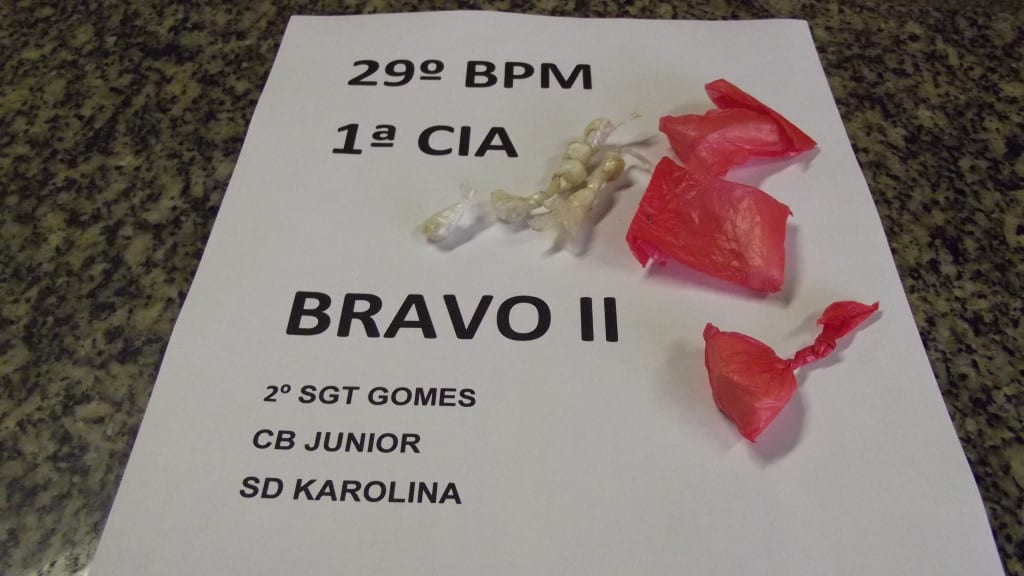 29º BPM
1ª CIA
BRAVO II
2º SGT GOMES
CB JUNIOR
SD KAROLINA